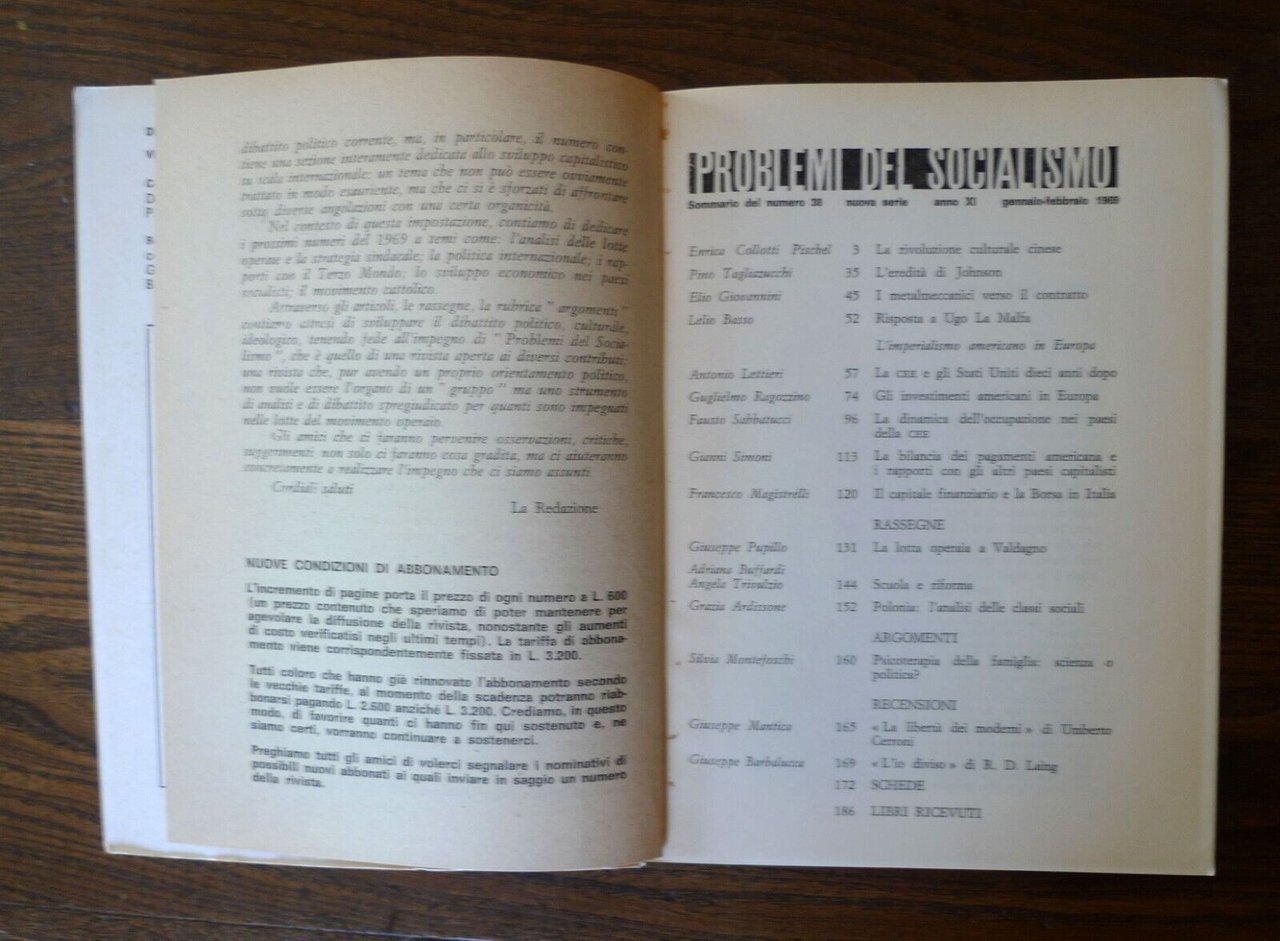 dibattito politico corrente, ma, in particolare, il numero con-
tiene una sezione interamente dedicata allo sviluppo capitalistico
su scala internazionale: un tema che non può essere ovviamente
trattato in modo esauriente, ma che ci si è sforzati di affrontare
sotto diverse angolazioni con una certa organicità.
Nel contesto di questa impostazione, contiamo di dedicare
i prossimi numeri del 1969 a temi come: l'analisi delle lotte
operaie e la strategia sindacale; la politica internazionale; i rap-
porti con il Terzo Mondo; lo sviluppo economico nei paesi
socialisti; il movimento cattolico.
Attraverso gli articoli, le rassegne, la rubrica " argomenti "
contiamo altresì di sviluppare il dibattito politico, culturale,
ideologico, tenendo fede all'impegno di " Problemi del Socia-
lismo ", che è quello di una rivista aperta ai diversi contributi:
una rivista che, pur avendo un proprio orientamento politico,
non vuole essere l'organo di un " gruppo " ma uno strumento
di analisi e di dibattito spregiudicato per quanti sono impegnati
nelle lotte del movimento operaio.
Gli amici che ci faranno pervenire osservazioni, critiche,
suggerimenti non solo ci faranno cosa gradita, ma ci aiuteranno
concretamente a realizzare l'impegno che ci siamo assunti.
Cordiali saluti
La Redazione
NUOVE CONDIZIONI DI ABBONAMENTO
L'incremento di pagine porta il prezzo di ogni numero a L. 600
(un prezzo contenuto che speriamo di poter mantenere per
agevolare la diffusione della rivista, nonostante gli aumenti
di costo verificatisi negli ultimi tempi). La tariffa di abbona-
mento viene corrispondentemente fissata in L. 3.200.
Tutti coloro che hanno già rinnovato l'abbonamento secondo
le vecchie tariffe, al momento della scadenza potranno riab-
bonarsi pagando L. 2.600 anziché L. 3.200. Crediamo, in questo
modo, di favorire quanti ci hanno fin qui sostenuto e, ne
siamo certi, vorranno continuare a sostenerci.
Preghiamo tutti gli amici di volerci segnalare i nominativi di
possibili nuovi abbonati ai quali inviare in saggio un numero
della rivista.
PROBLEMI DEL SOCIALISMO
Sommario del numero 38 nuova serie anno XI gennaio-febbraio 1969
Enrica Collotti Pischel 3 La rivoluzione culturale cinese
Pino Tagliazucchi 35 L'eredità di Johnson
Elio Giovannini 45 I metalmeccanici verso il contratto
Lelio Basso 52 Risposta a Ugo La Malfa
L'imperialismo americano in Europa
Antonio Lettieri 57 La CEE e gli Stati Uniti dieci anni dopo
Guglielmo Ragozzino 74 Gli investimenti americani in Europa
Fausto Sabbatucci 96 La dinamica dell'occupazione nei paesi
della CEE
Gianni Simoni 113 La bilancia dei pagamenti americana e
i rapporti con gli altri paesi capitalisti
Francesco Magistrelli 120 Il capitale finanziario e la Borsa in Italia
RASSEGNE
Giuseppe Pupillo 131 La lotta operaia a Valdagno
Adriana Buffardi
Angela Trivulzio 144 Scuola e riforma
Grazia Ardissone 152 Polonia: l'analisi delle classi sociali
ARGOMENTI
Silvia Montefoschi 160 Psicoterapia della famiglia: scienza o
politica?
RECENSIONI
Giuseppe Mantica 165 « La libertà dei moderni » di Umberto
Cerroni
Giuseppe Barbalucca 169 « L'io diviso » di R. D. Laing
172 SCHEDE
186 LIBRI RICEVUTI